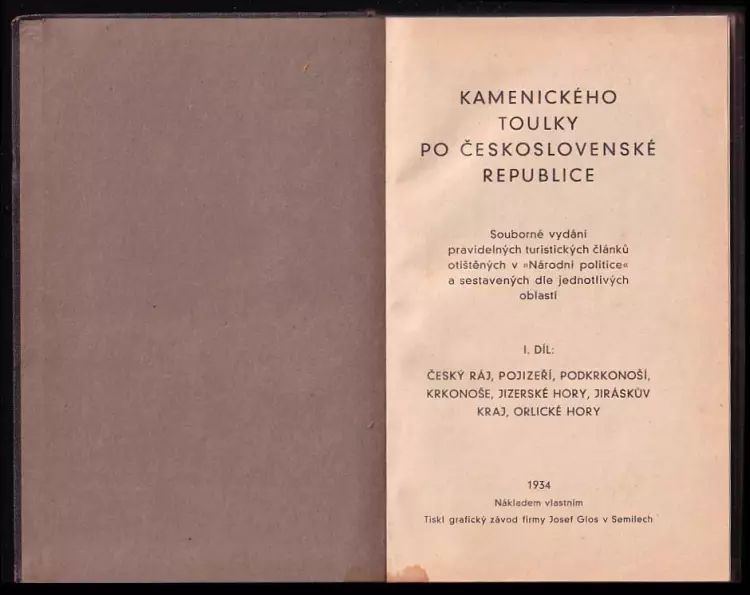 KAMENICKÉHO
TOULKY
PO ČESKOSLOVENSKÉ
REPUBLICE
Souborné vydání
pravidelných turistických článků
otištěných v »Národní politice«
a sestavených dle jednotlivých
oblastí
I. DÍL:
ČESKÝ RÁJ, POJIZEŘÍ, PODKRKONOŠÍ,
KRKONOŠE, JIZERSKÉ HORY, JIRÁSKŮV
KRAJ, ORLICKÉ HORY
1934
Nákladem vlastním
Tiskl grafický závod firmy Josef Glos v Semilech